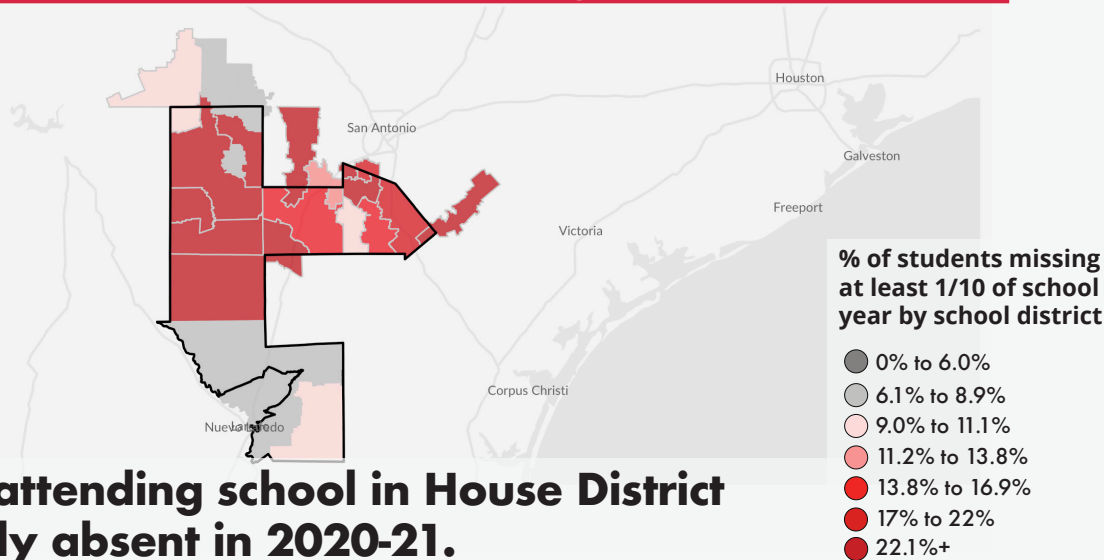 Houston
San Antonio
Galveston
Freeport
Victoria
% of students missing
at least 1/10 of school
year by school district
0% to 6.0%
6.1% to 8.9%
9.0% to 11.1%
11.2% to 13.8%
13.8% to 16.9%
17% to 22%
22.1%+
Corpus Christi
Nuevo Laredo
Laredo
attending school in House District
ly absent in 2020-21.